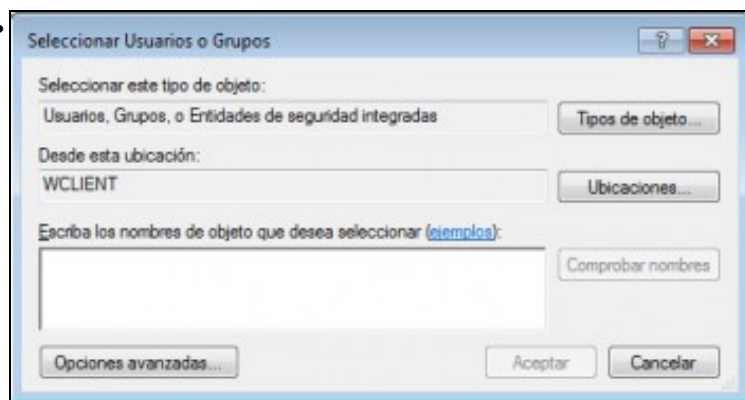 Seleccionar Usuarios o Grupos
Seleccionar este tipo de objeto:
Usuarios, Grupos, o Entidades de seguridad integradas
Tipos de objeto...
Desde esta ubicación:
WCLIENT
Ubicaciones...
Escriba los nombres de objeto que desea seleccionar (ejemplos):
Comprobar nombres
Opciones avanzadas...
Aceptar
Cancelar